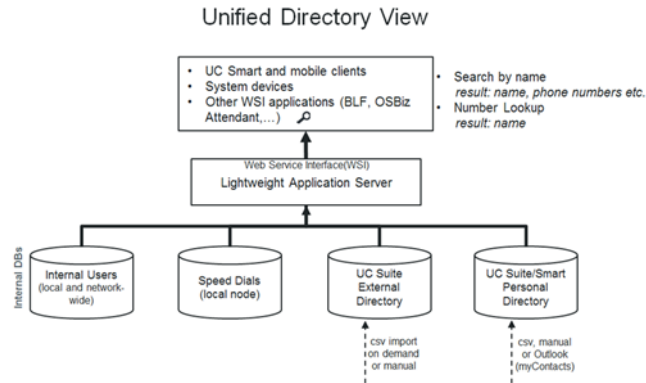 Unified Directory View
• UC Smart and mobile clients
• System devices
• Other WSI applications (BLF, OSBiz
Attendant,…)
• Search by name
result: name, phone numbers etc.
• Number Lookup
result: name
Web Service Interface(WSI)
Lightweight Application Server
Internal DBs
Internal Users
(local and network-
wide)
Speed Dials
(local node)
UC Suite
External
Directory
UC Suite/Smart
Personal
Directory
csv import
on demand
or manual
csv, manual
or Outlook
(myContacts)